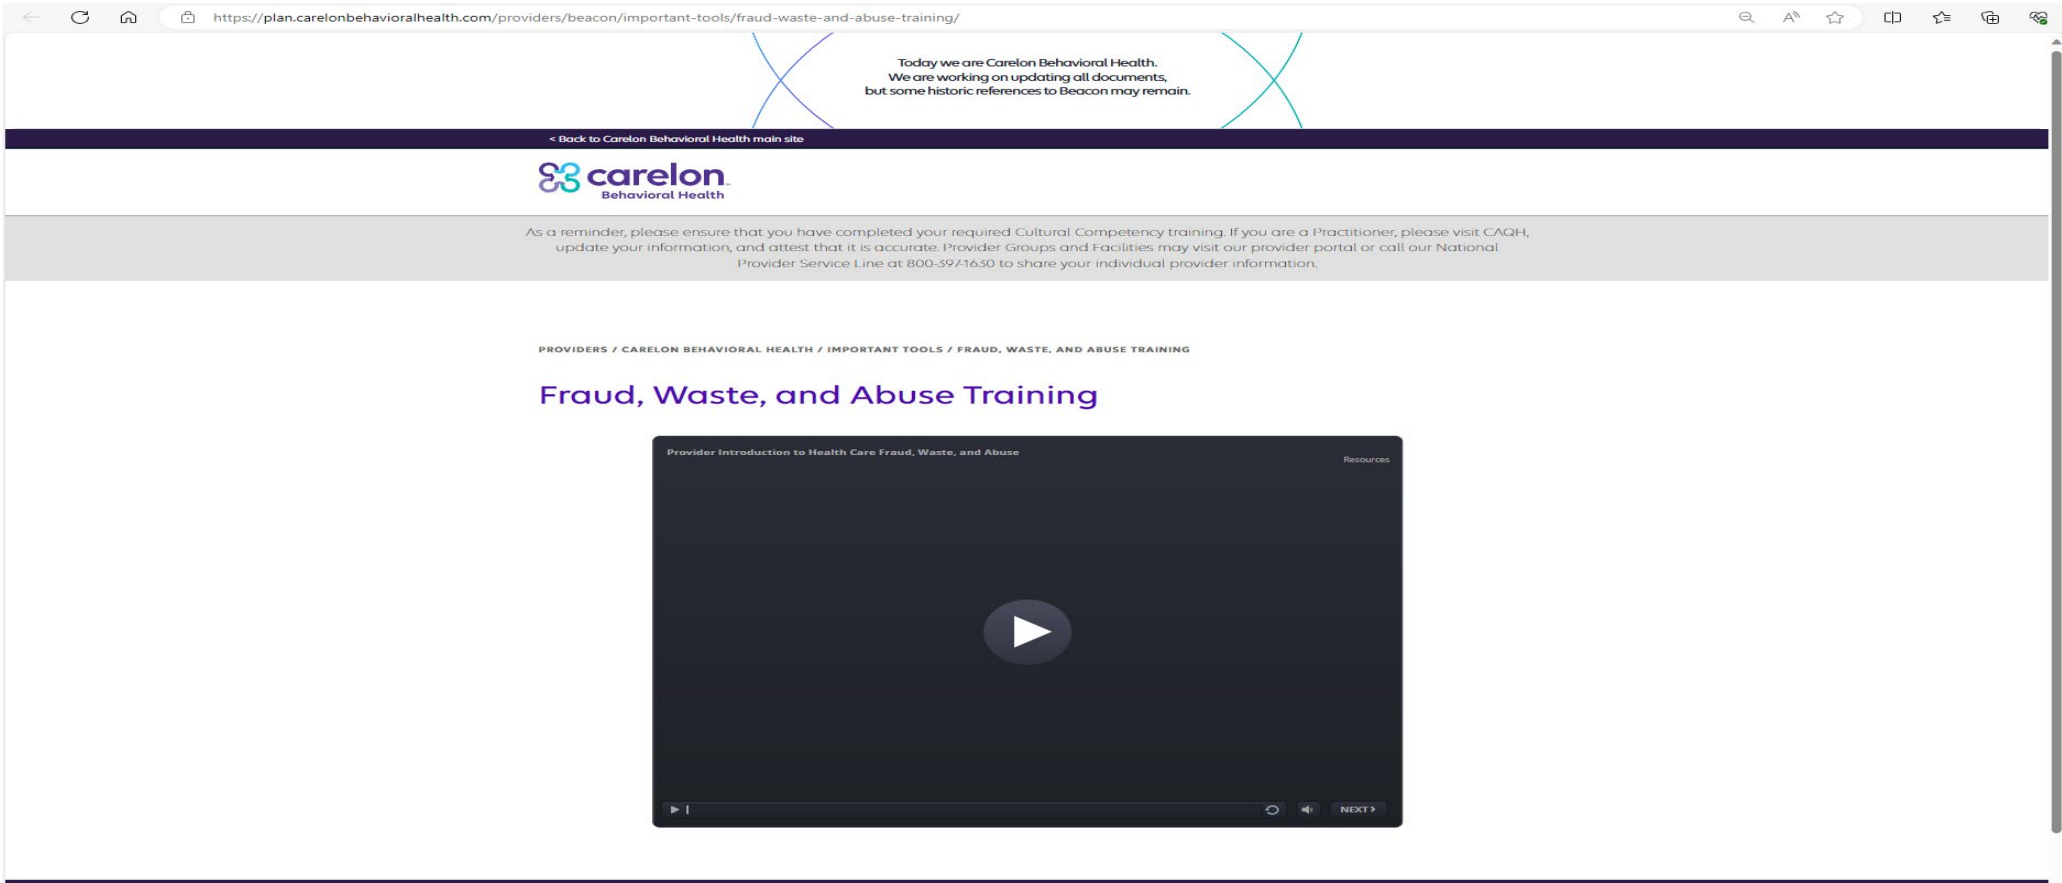 https://plan.carelonbehavioralhealth.com/providers/beacon/important-tools/fraud-waste-and-abuse-training/
Today we are Carelon Behavioral Health.
We are working on updating all documents,
but some historic references to Beacon may remain.
< Back to Carelon Behavioral Health main site
carelon
Behavioral Health
As a reminder, please ensure that you have completed your required Cultural Competency training. If you are a Practitioner, please visit CAQH,
update your information, and attest that it is accurate. Provider Groups and Facilities may visit our provider portal or call our National
Provider Service Line at 800-397-1630 to share your individual provider information.
PROVIDERS / CARELON BEHAVIORAL HEALTH / IMPORTANT TOOLS / FRAUD, WASTE, AND ABUSE TRAINING
Fraud, Waste, and Abuse Training
Provider Introduction to Health Care Fraud, Waste, and Abuse
Resources
NEXT >